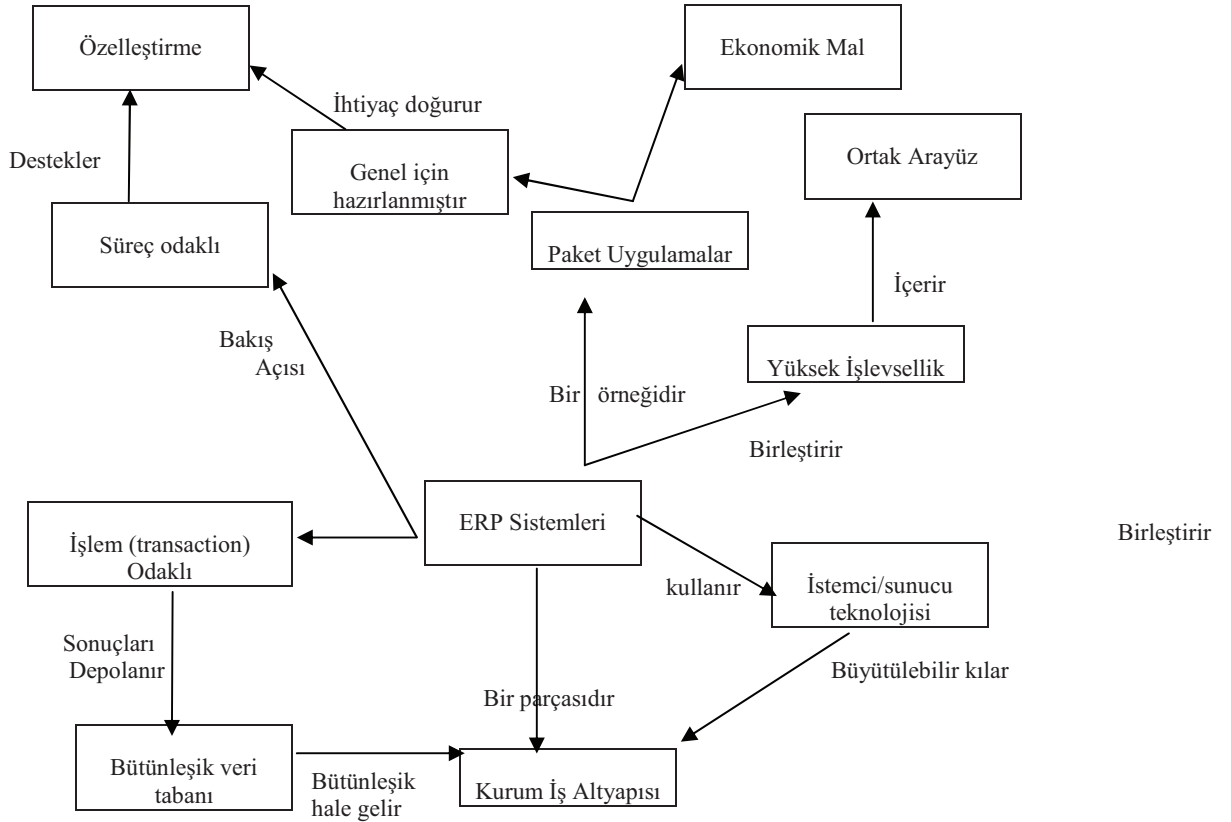 Özelleştirme
Ekonomik Mal
İhtiyaç doğurur
Destekler
Genel için
hazırlanmıştır
Ortak Arayüz
Süreç odaklı
Paket Uygulamalar
İçerir
Bakış
Açısı
Yüksek İşlevsellik
Bir örneğidir
Birleştirir
ERP Sistemleri
Birleştirir
İşlem (transaction)
Odaklı
kullanır
İstemci/sunucu
teknolojisi
Sonuçları
Depolanır
Büyütülebilir kılar
Bir parçasıdır
Bütünleşik veri
tabanı
Bütünleşik
hale gelir
Kurum İş Altyapısı